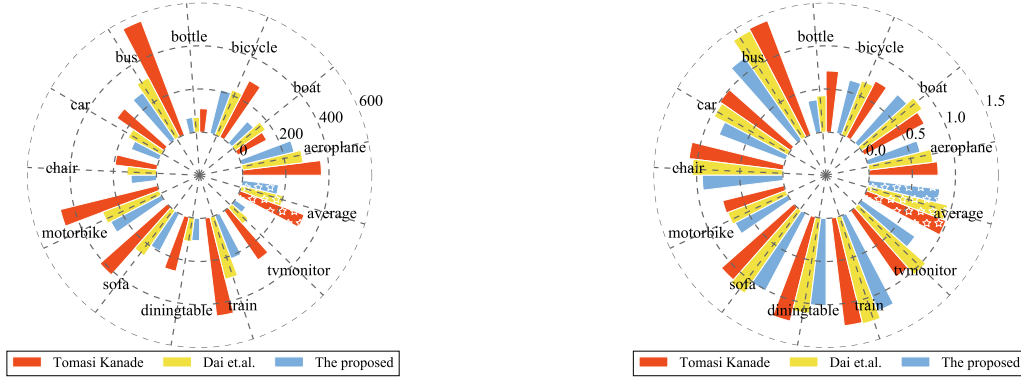 bottle
bicycle
bus
boat
600
car
400
200
aeroplane
0
chair
average
motorbike
tvmonitor
sofa
diningtable
train
Tomasi Kanade Dai et.al. The proposed
bottle
bicycle
bus
boat
1.5
car
1.0
0.5
aeroplane
0.0
chair
average
motorbike
tvmonitor
sofa
diningtable
train
Tomasi Kanade Dai et.al. The proposed